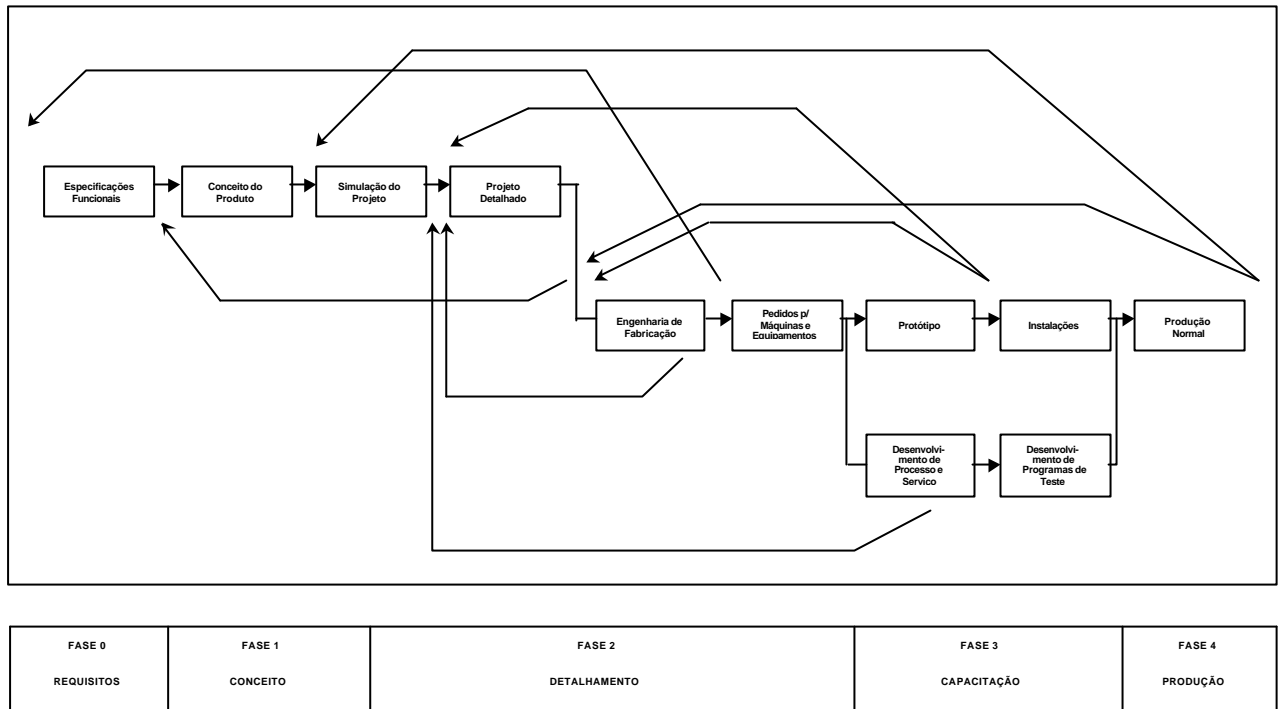 Especificações
Funcionais
Conceito do
Produto
Simulação do
Projeto
Projeto
Detalhado
Engenharia de
Fabricação
Pedidos p/
Máquinas e
Equipamentos
Protótipo
Instalações
Produção
Normal
Desenvolvi-
mento de
Processo e
Servico
Desenvolvi-
mento de
Programas de
Teste
FASE 0
REQUISITOS
FASE 1
CONCEITO
FASE 2
DETALHAMENTO
FASE 3
CAPACITAÇÃO
FASE 4
PRODUÇÃO